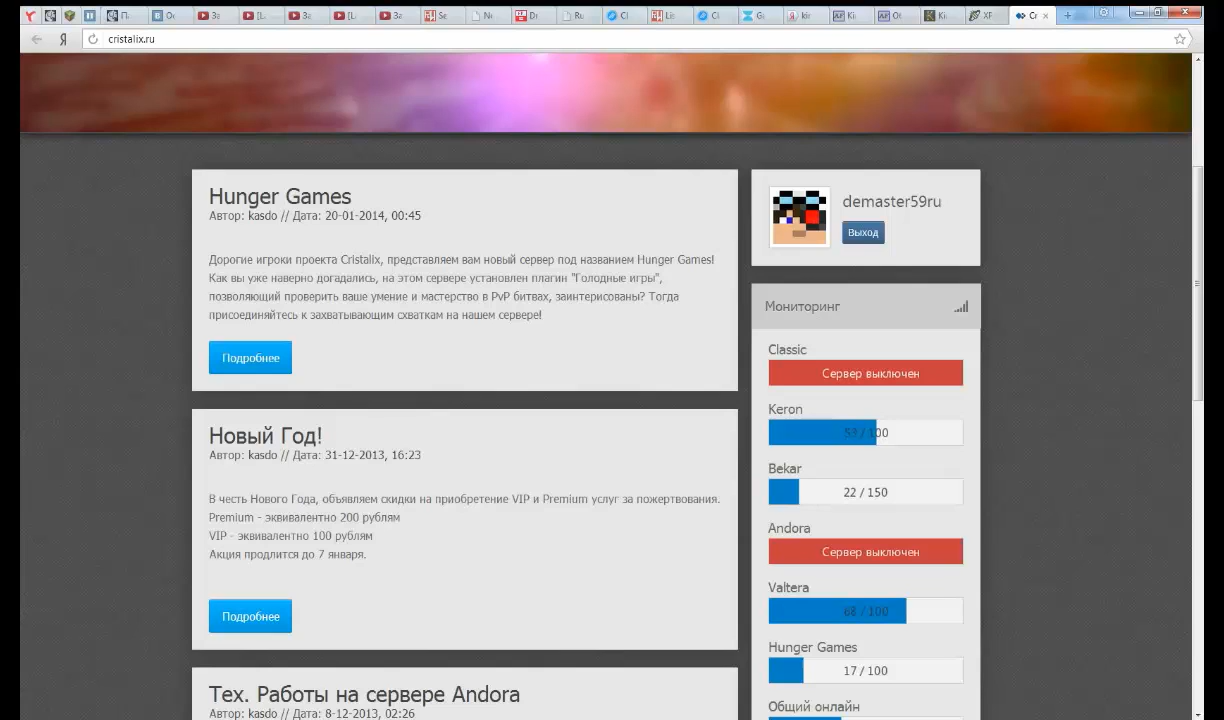 cristalix.ru
Hunger Games
Автор: kasdo // Дата: 20-01-2014, 00:45
Дорогие игроки проекта Cristalix, представляем вам новый сервер под названием Hunger Games!
Как вы уже наверно догадались, на этом сервере установлен плагин "Голодные игры",
позволяющий проверить ваше умение и мастерство в PvP битвах, заинтерисованы? Тогда
присоединяйтесь к захватывающим схваткам на нашем сервере!
Подробнее
Новый Год!
Автор: kasdo // Дата: 31-12-2013, 16:23
В честь Нового Года, объявляем скидки на приобретение VIP и Premium услуг за пожертвования.
Premium - эквивалентно 200 рублям
VIP - эквивалентно 100 рублям
Акция продлится до 7 января.
Подробнее
Тех. Работы на сервере Andora
Автор: kasdo // Дата: 8-12-2013, 02:26
demaster59ru
Выход
Мониторинг
Classic
Сервер выключен
Keron
53 / 100
Bekar
22 / 150
Andora
Сервер выключен
Valtera
68 / 100
Hunger Games
17 / 100
Общий онлайн